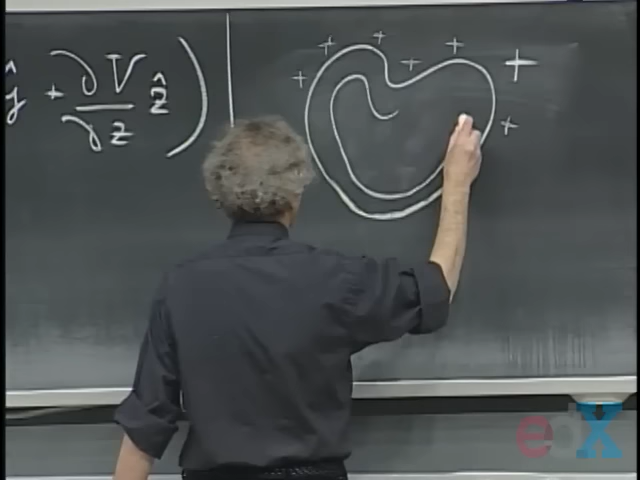 ŷ + ∂V/∂z ẑ )
+ + + + + + +
edX